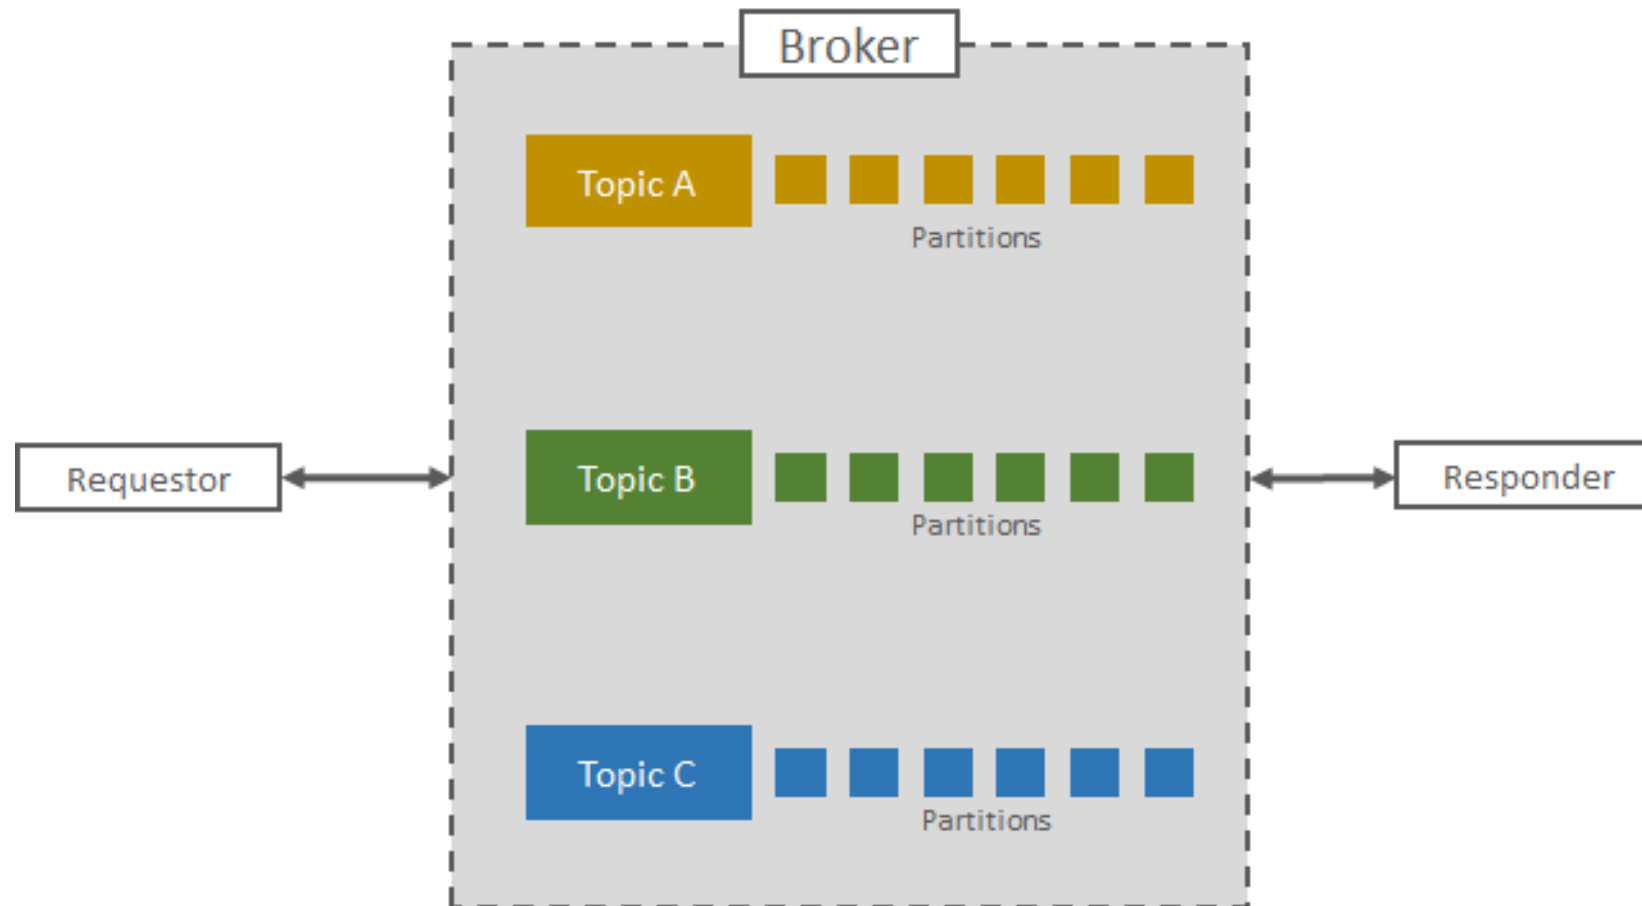 Broker
Topic A
Partitions
Requestor
Topic B
Partitions
Responder
Topic C
Partitions